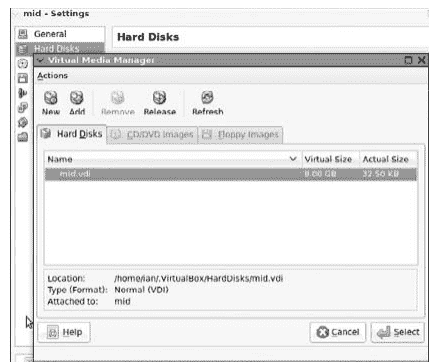 mid - Settings
General
Hard Disks
Hard Disks
Virtual Media Manager
Actions
New Add Remove Release Refresh
Hard Disks CD/DVD Images Floppy Images
Name Virtual Size Actual Size
mid.vdi 8.00 GB 32.50 KB
Location: /home/ian/.VirtualBox/HardDisks/mid.vdi
Type (Format): Normal (VDI)
Attached to: mid
Help Cancel Select